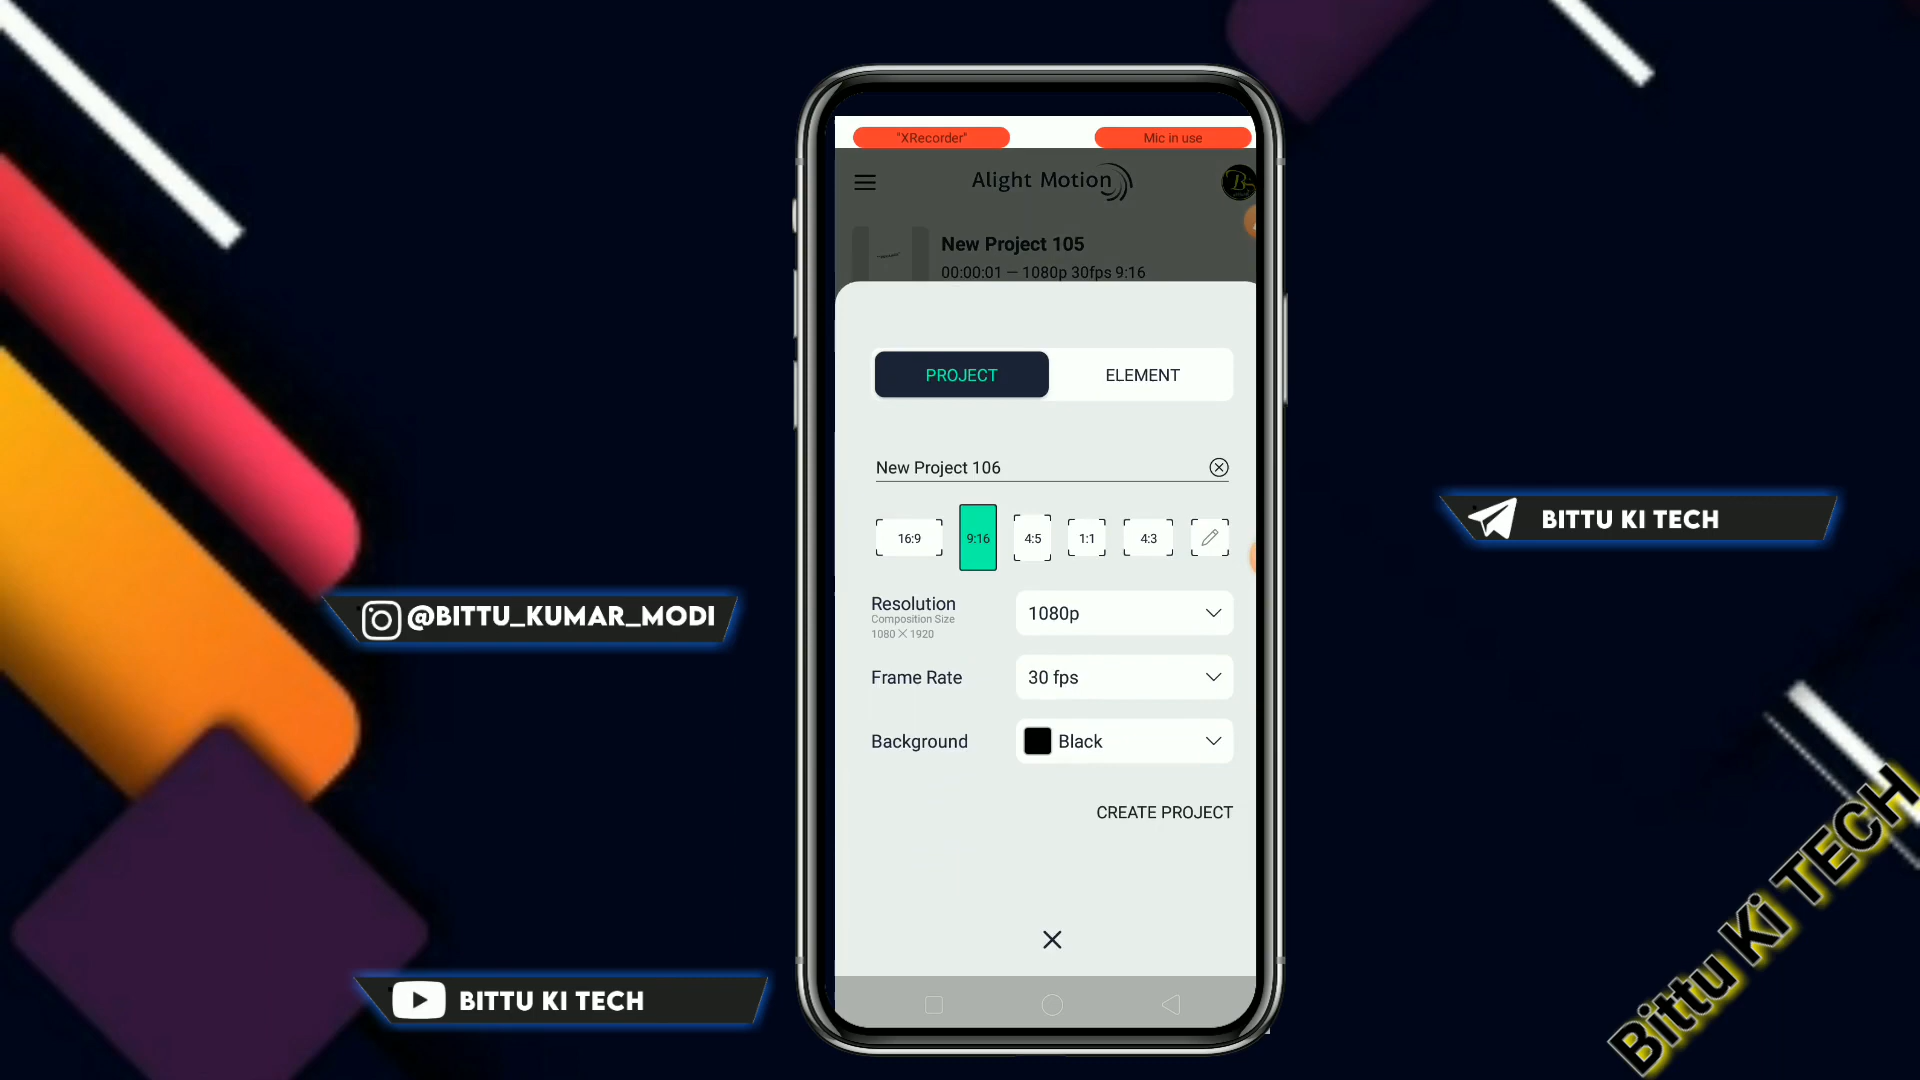 "XRecorder"
Mic in use
Alight Motion
New Project 105
00:00:01 — 1080p 30fps 9:16
PROJECT
ELEMENT
New Project 106
16:9
9:16
4:5
1:1
4:3
Resolution
Composition Size
1080 X 1920
1080p
Frame Rate
30 fps
Background
Black
CREATE PROJECT
@BITTU_KUMAR_MODI
BITTU KI TECH
BITTU KI TECH
Bittu Ki TECH